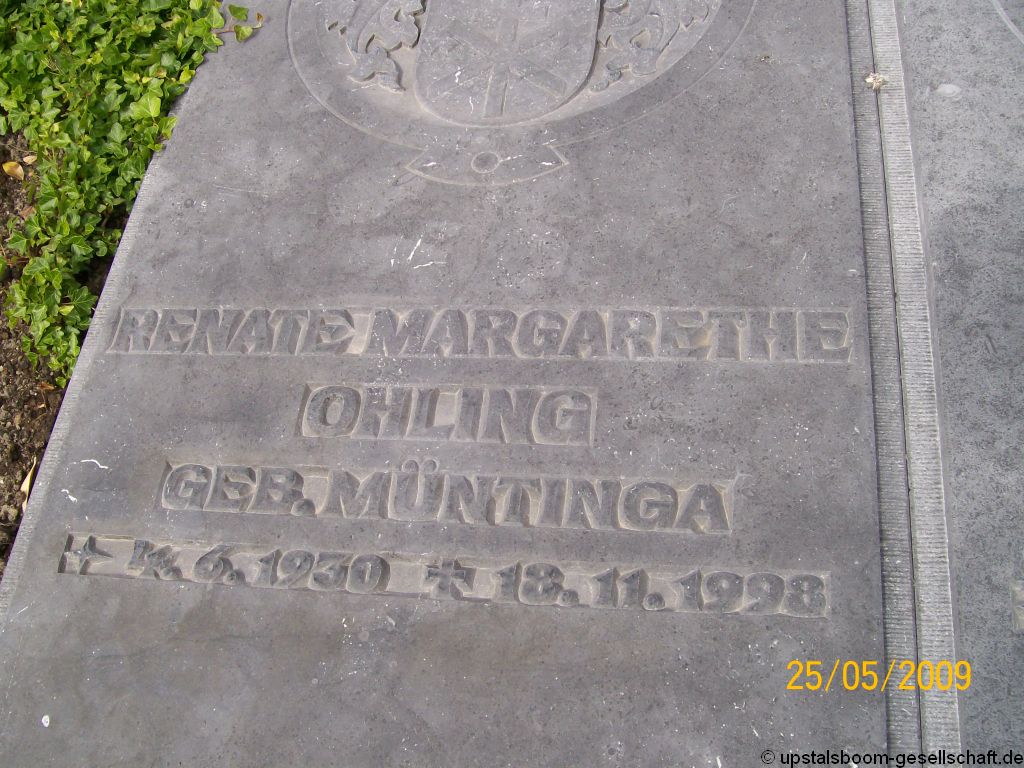 RENATE MARGARETHE
OHLING
GEB. MÜNTINGA
14. 6. 1930 ✝ 18. 11. 1998
25/05/2009
© upstalsboom-gesellschaft.de